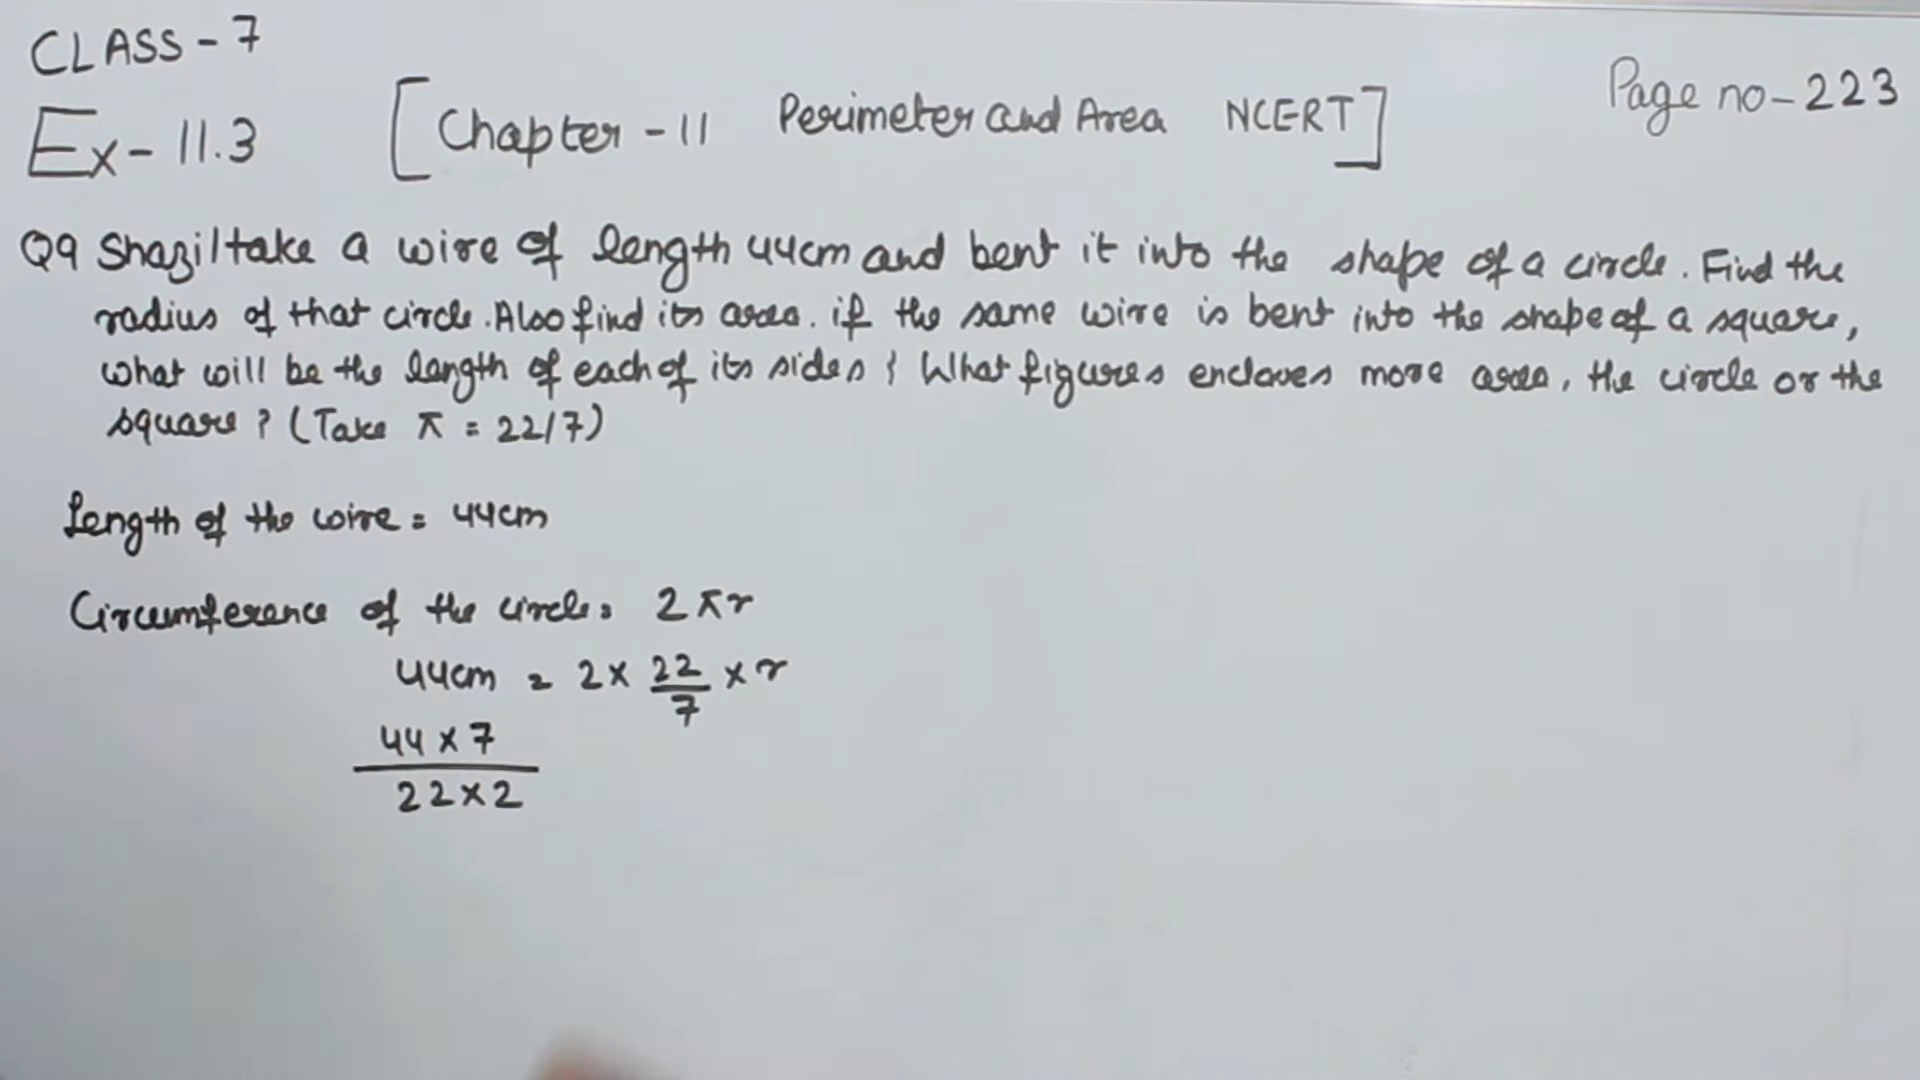 CLASS - 7
Page no - 223
Ex - 11.3 [Chapter - 11 Perimeter and Area NCERT]
Q9 Shazil take a wire of length 44cm and bent it into the shape of a circle. Find the
radius of that circle. Also find its area. if the same wire is bent into the shape of a square,
what will be the length of each of its sides ? What figures encloves more area, the circle or the
square ? (Take π = 22/7)
Length of the wire = 44cm
Circumference of the circle = 2πr
44cm = 2 × 22/7 × r
44 × 7
22 × 2